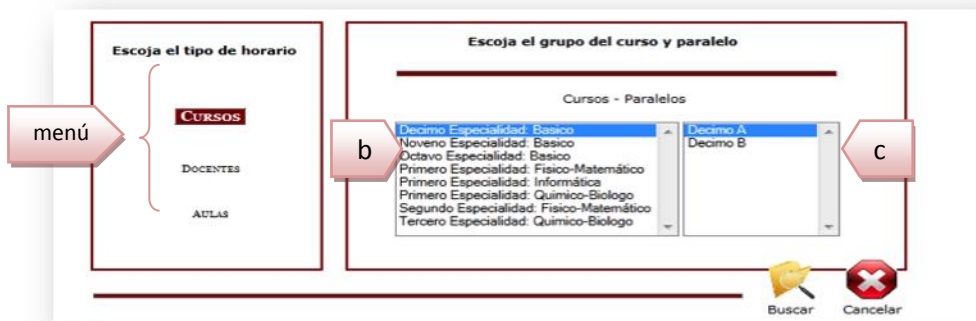 Escoja el tipo de horario
menú
CURSOS
DOCENTES
AULAS
Escoja el grupo del curso y paralelo
Cursos - Paralelos
b
Decimo Especialidad: Basico
Noveno Especialidad: Basico
Octavo Especialidad: Basico
Primero Especialidad: Fisico-Matemático
Primero Especialidad: Informática
Primero Especialidad: Quimico-Biologo
Segundo Especialidad: Fisico-Matemático
Tercero Especialidad: Quimico-Biologo
Decimo A
Decimo B
c
Buscar
Cancelar